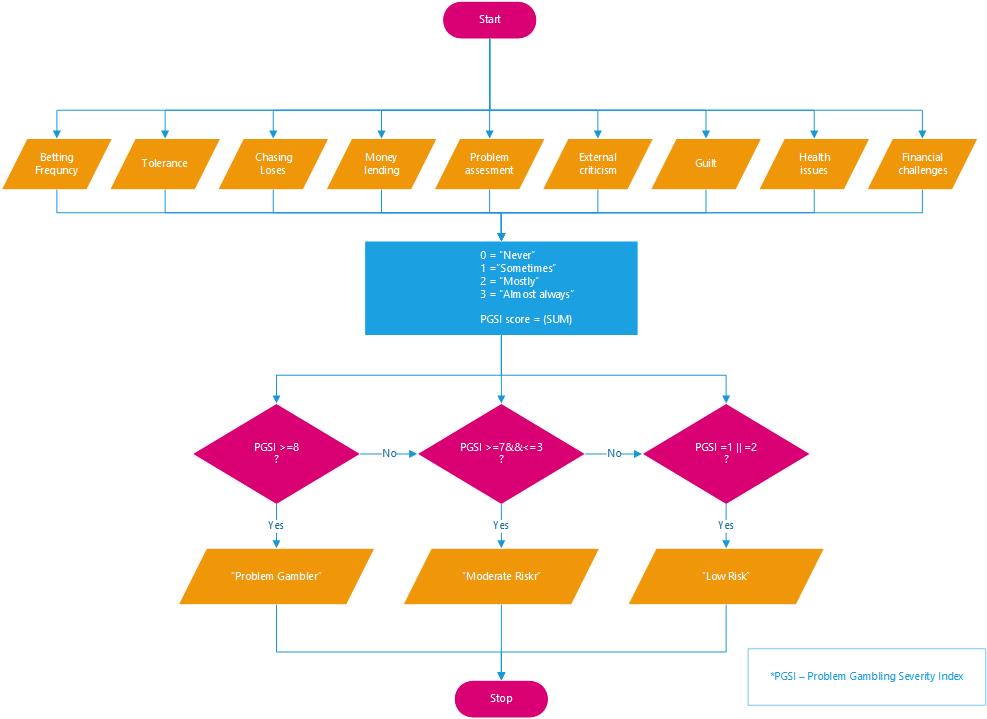 Start
Betting
Frequncy
Tolerance
Chasing
Loses
Money
lending
Problem
assesment
External
criticism
Guilt
Health
issues
Financial
challenges
0 = "Never"
1 ="Sometimes"
2 = "Mostly"
3 = "Almost always"
PGSI score = (SUM)
PGSI >=8
?
No
PGSI >=7&&<=3
?
No
PGSI =1 || =2
?
Yes
Yes
Yes
"Problem Gambler"
"Moderate Riskr"
"Low Risk"
*PGSI – Problem Gambling Severity Index
Stop